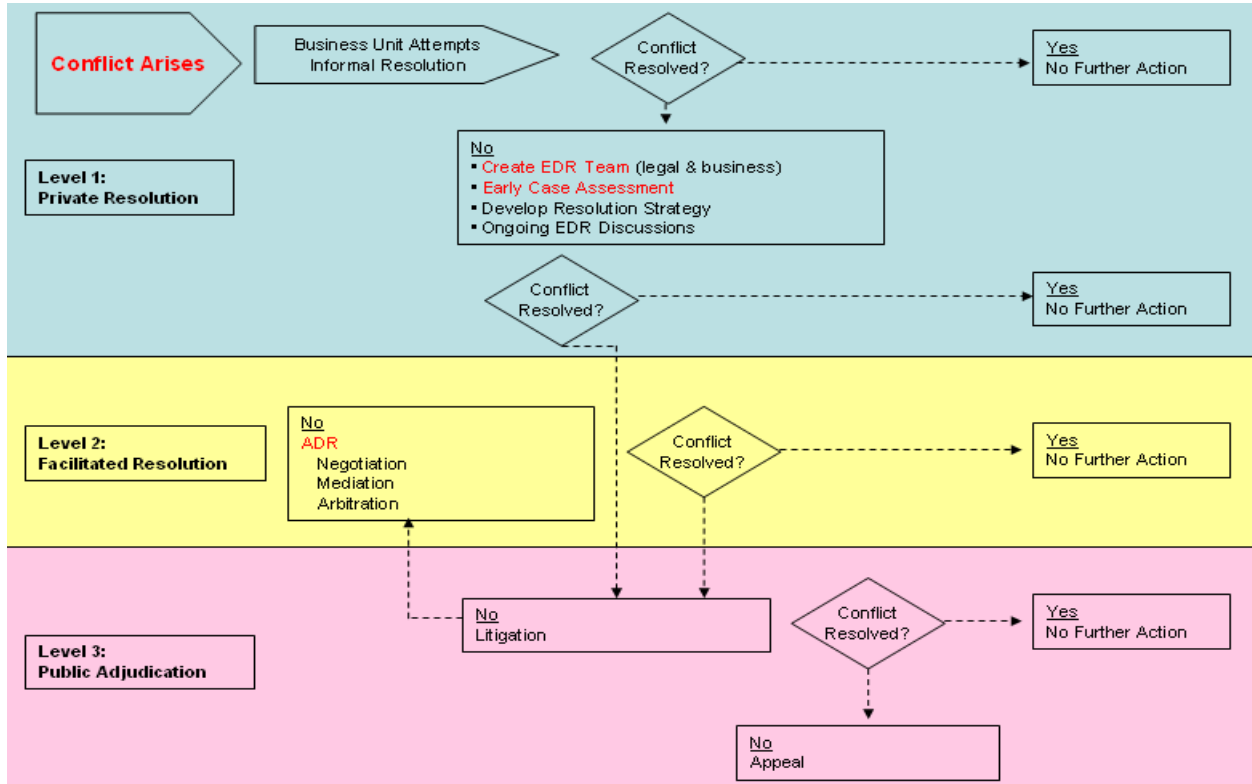 Conflict Arises
Business Unit Attempts
Informal Resolution
Conflict
Resolved?
Yes
No Further Action
Level 1:
Private Resolution
No
▪ Create EDR Team (legal & business)
▪ Early Case Assessment
▪ Develop Resolution Strategy
▪ Ongoing EDR Discussions
Conflict
Resolved?
Yes
No Further Action
Level 2:
Facilitated Resolution
No
ADR
Negotiation
Mediation
Arbitration
Conflict
Resolved?
Yes
No Further Action
Level 3:
Public Adjudication
No
Litigation
Conflict
Resolved?
Yes
No Further Action
No
Appeal